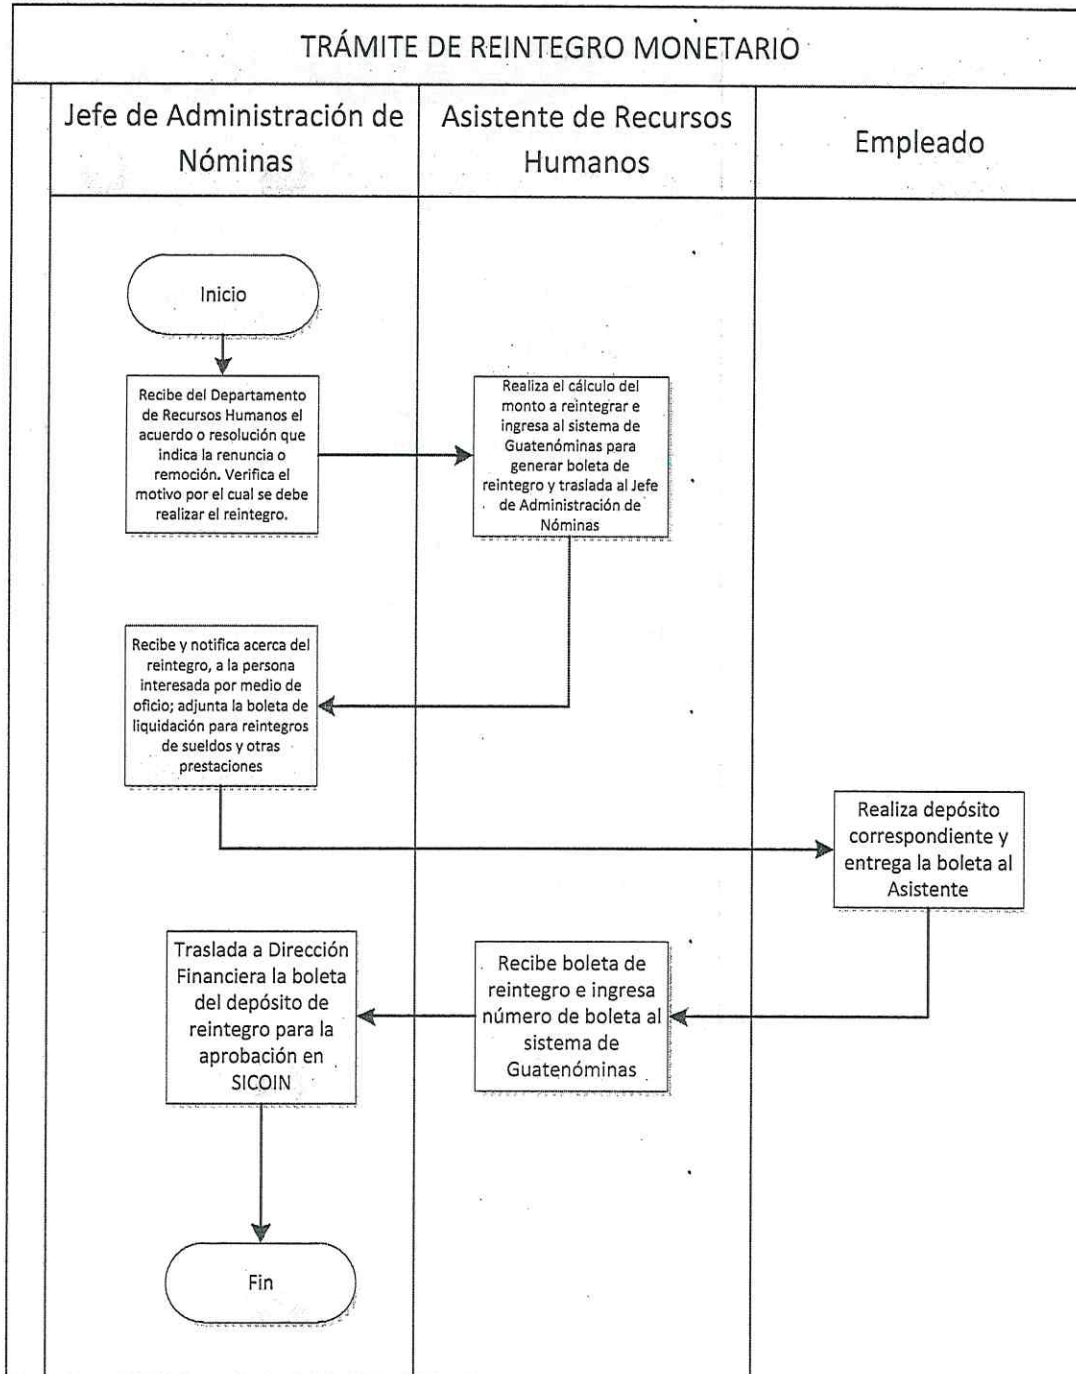 TRÁMITE DE REINTEGRO MONETARIO
Jefe de Administración de
Nóminas
Asistente de Recursos
Humanos
Empleado
Inicio
Recibe del Departamento
de Recursos Humanos el
acuerdo o resolución que
indica la renuncia o
remoción. Verifica el
motivo por el cual se debe
realizar el reintegro.
Realiza el cálculo del
monto a reintegrar e
ingresa al sistema de
Guatenóminas para
generar boleta de
reintegro y traslada al Jefe
de Administración de
Nóminas
Recibe y notifica acerca del
reintegro, a la persona
interesada por medio de
oficio; adjunta la boleta de
liquidación para reintegros
de sueldos y otras
prestaciones
Realiza depósito
correspondiente y
entrega la boleta al
Asistente
Recibe boleta de
reintegro e ingresa
número de boleta al
sistema de
Guatenóminas
Traslada a Dirección
Financiera la boleta
del depósito de
reintegro para la
aprobación en
SICOIN
Fin